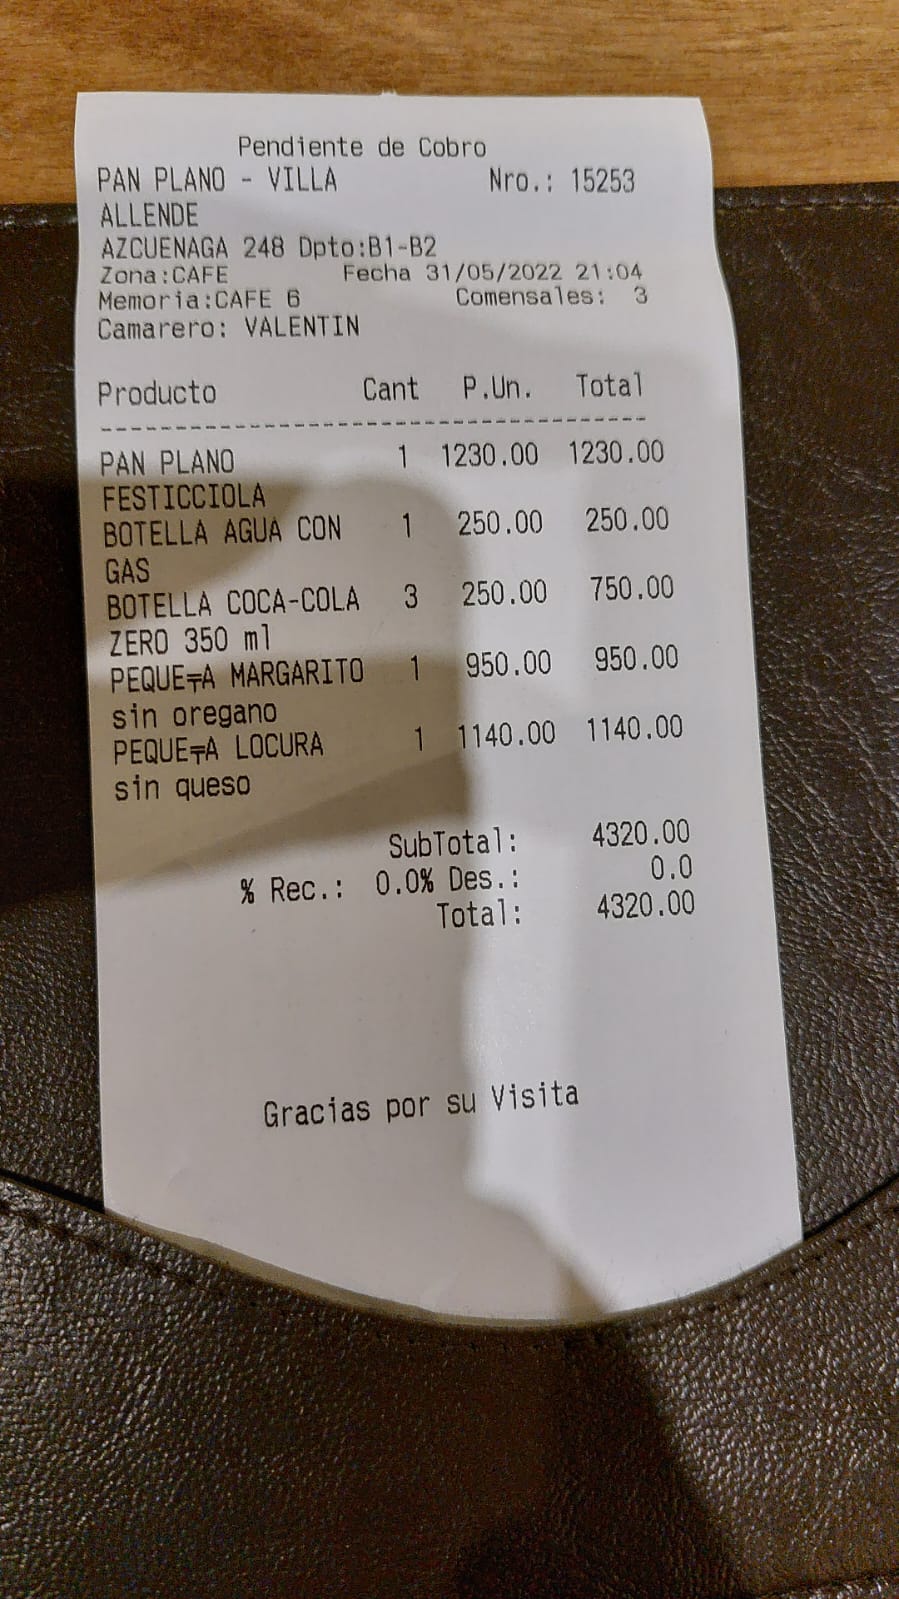 Pendiente de Cobro
PAN PLANO - VILLA Nro.: 15253
ALLENDE
AZCUENAGA 248 Dpto:B1-B2
Zona:CAFE Fecha 31/05/2022 21:04
Memoria:CAFE 6 Comensales: 3
Camarero: VALENTIN
Producto Cant P.Un. Total
------------------------------------------
PAN PLANO 1 1230.00 1230.00
FESTICCIOLA
BOTELLA AGUA CON 1 250.00 250.00
GAS
BOTELLA COCA-COLA 3 250.00 750.00
ZERO 350 ml
PEQUE╤A MARGARITO 1 950.00 950.00
sin oregano
PEQUE╤A LOCURA 1 1140.00 1140.00
sin queso
SubTotal: 4320.00
% Rec.: 0.0% Des.: 0.0
Total: 4320.00
Gracias por su Visita